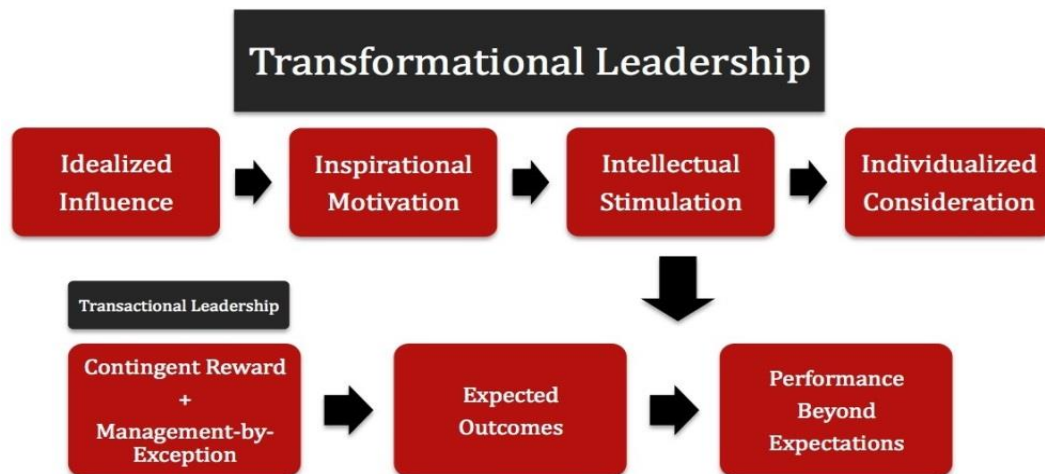 Transformational Leadership
Idealized
Influence
Inspirational
Motivation
Intellectual
Stimulation
Individualized
Consideration
Transactional Leadership
Contingent Reward
+
Management-by-
Exception
Expected
Outcomes
Performance
Beyond
Expectations